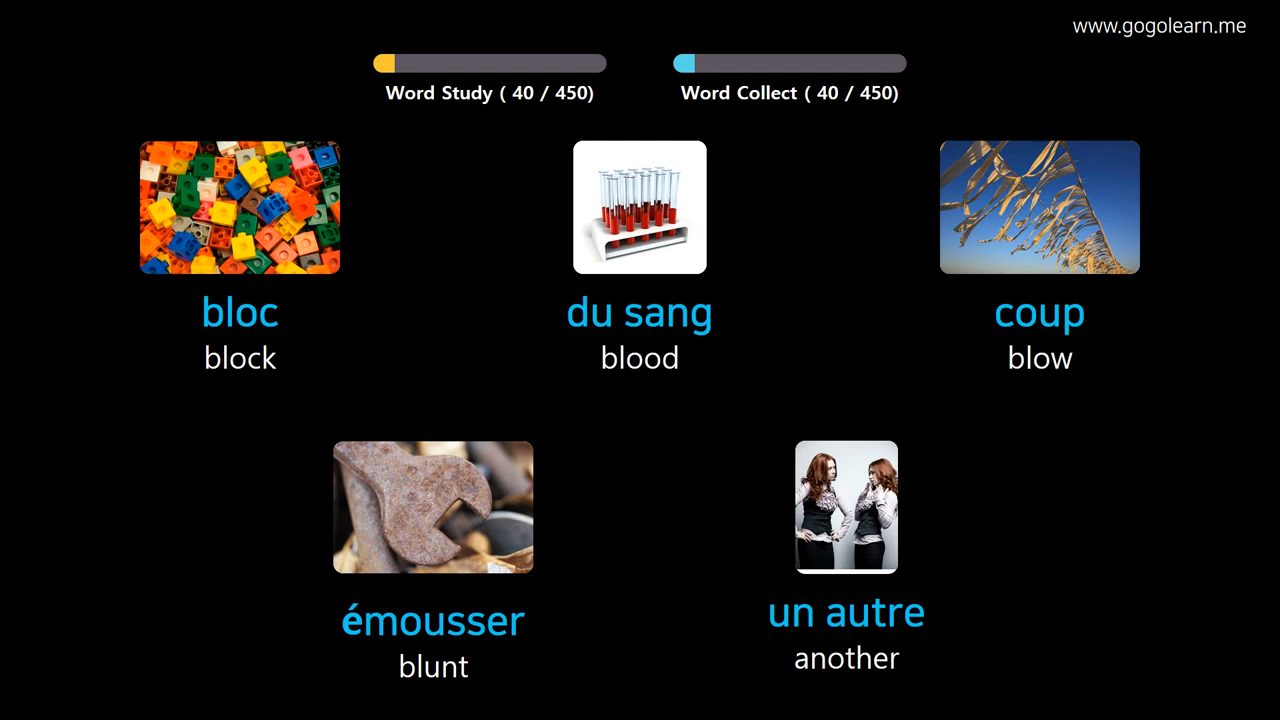 www.gogolearn.me
Word Study ( 40 / 450)
Word Collect ( 40 / 450)
bloc
block
du sang
blood
coup
blow
émousser
blunt
un autre
another